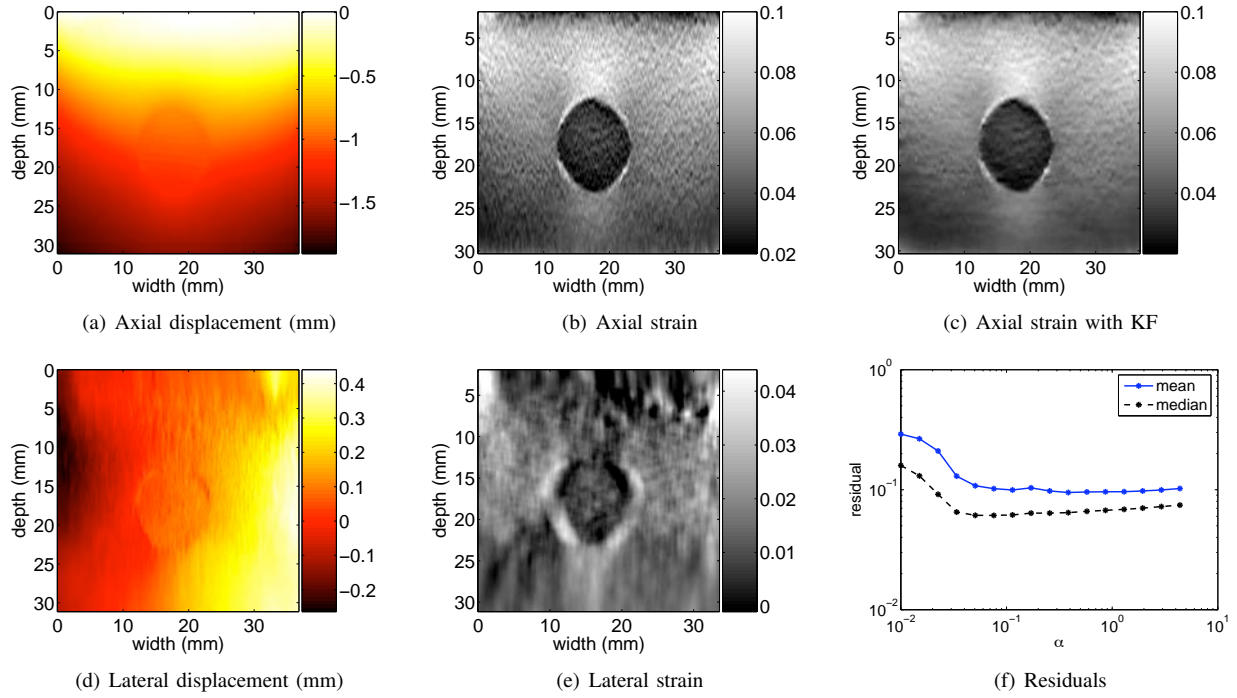 0
5
10
15
20
25
30
depth (mm)
0 10 20 30
width (mm)
0
−0.5
−1
−1.5
(a) Axial displacement (mm)
5
10
15
20
25
30
depth (mm)
0 10 20 30
width (mm)
0.1
0.08
0.06
0.04
0.02
(b) Axial strain
5
10
15
20
25
30
depth (mm)
0 10 20 30
width (mm)
0.1
0.08
0.06
0.04
(c) Axial strain with KF
0
5
10
15
20
25
30
depth (mm)
0 10 20 30
width (mm)
0.4
0.3
0.2
0.1
0
−0.1
−0.2
(d) Lateral displacement (mm)
5
10
15
20
25
30
depth (mm)
0 10 20 30
width (mm)
0.04
0.03
0.02
0.01
0
(e) Lateral strain
10^0
10^−1
10^−2
residual
10^−2 10^−1 10^0 10^1
α
mean
median
(f) Residuals